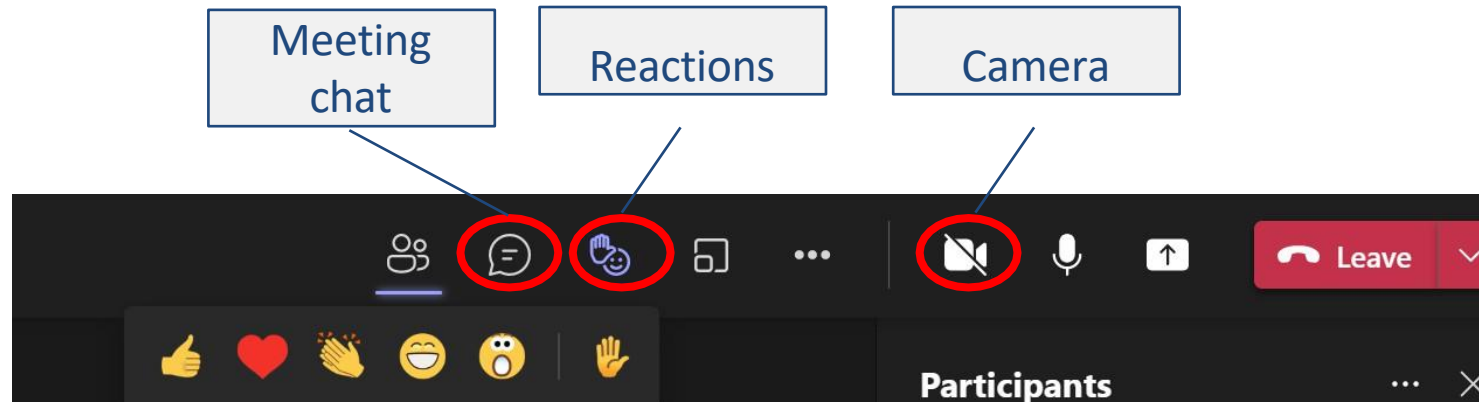 Meeting
chat
Reactions
Camera
Leave
Participants